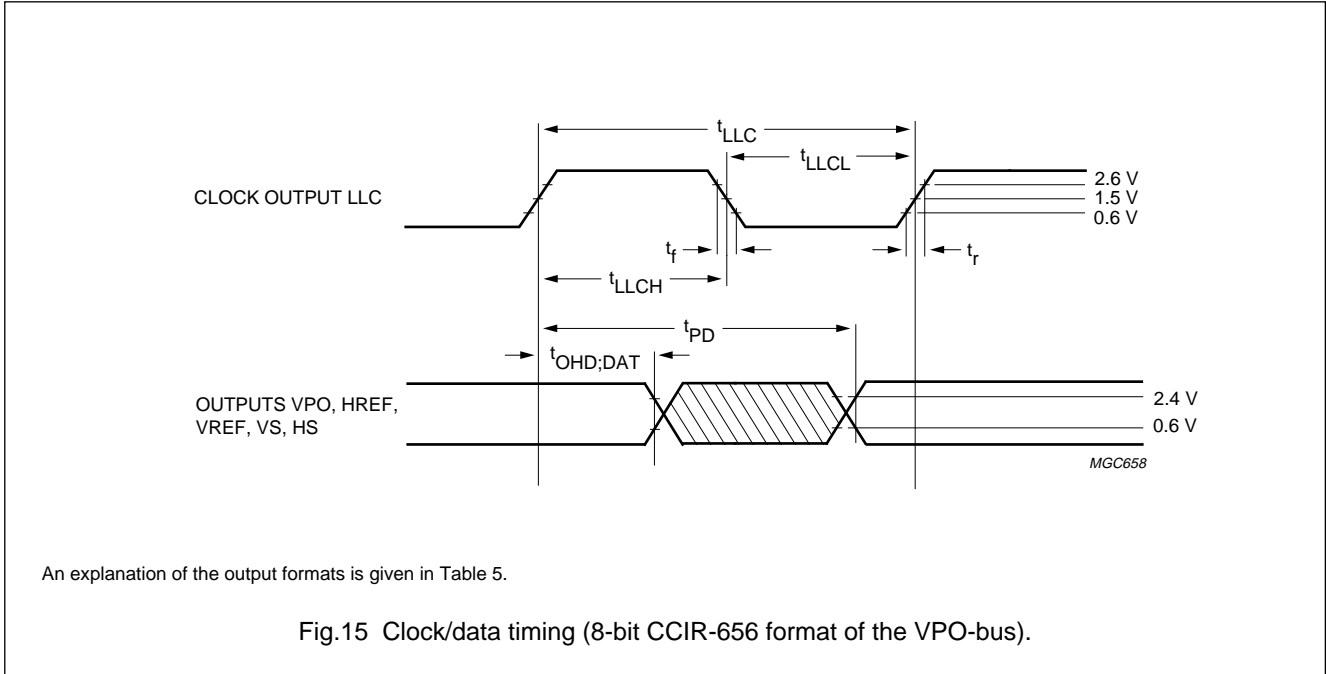 tLLC
tLLCL
CLOCK OUTPUT LLC
2.6 V
1.5 V
0.6 V
tf
tr
tLLCH
tPD
tOHD;DAT
OUTPUTS VPO, HREF,
VREF, VS, HS
2.4 V
0.6 V
MGC658
An explanation of the output formats is given in Table 5.
Fig.15 Clock/data timing (8-bit CCIR-656 format of the VPO-bus).